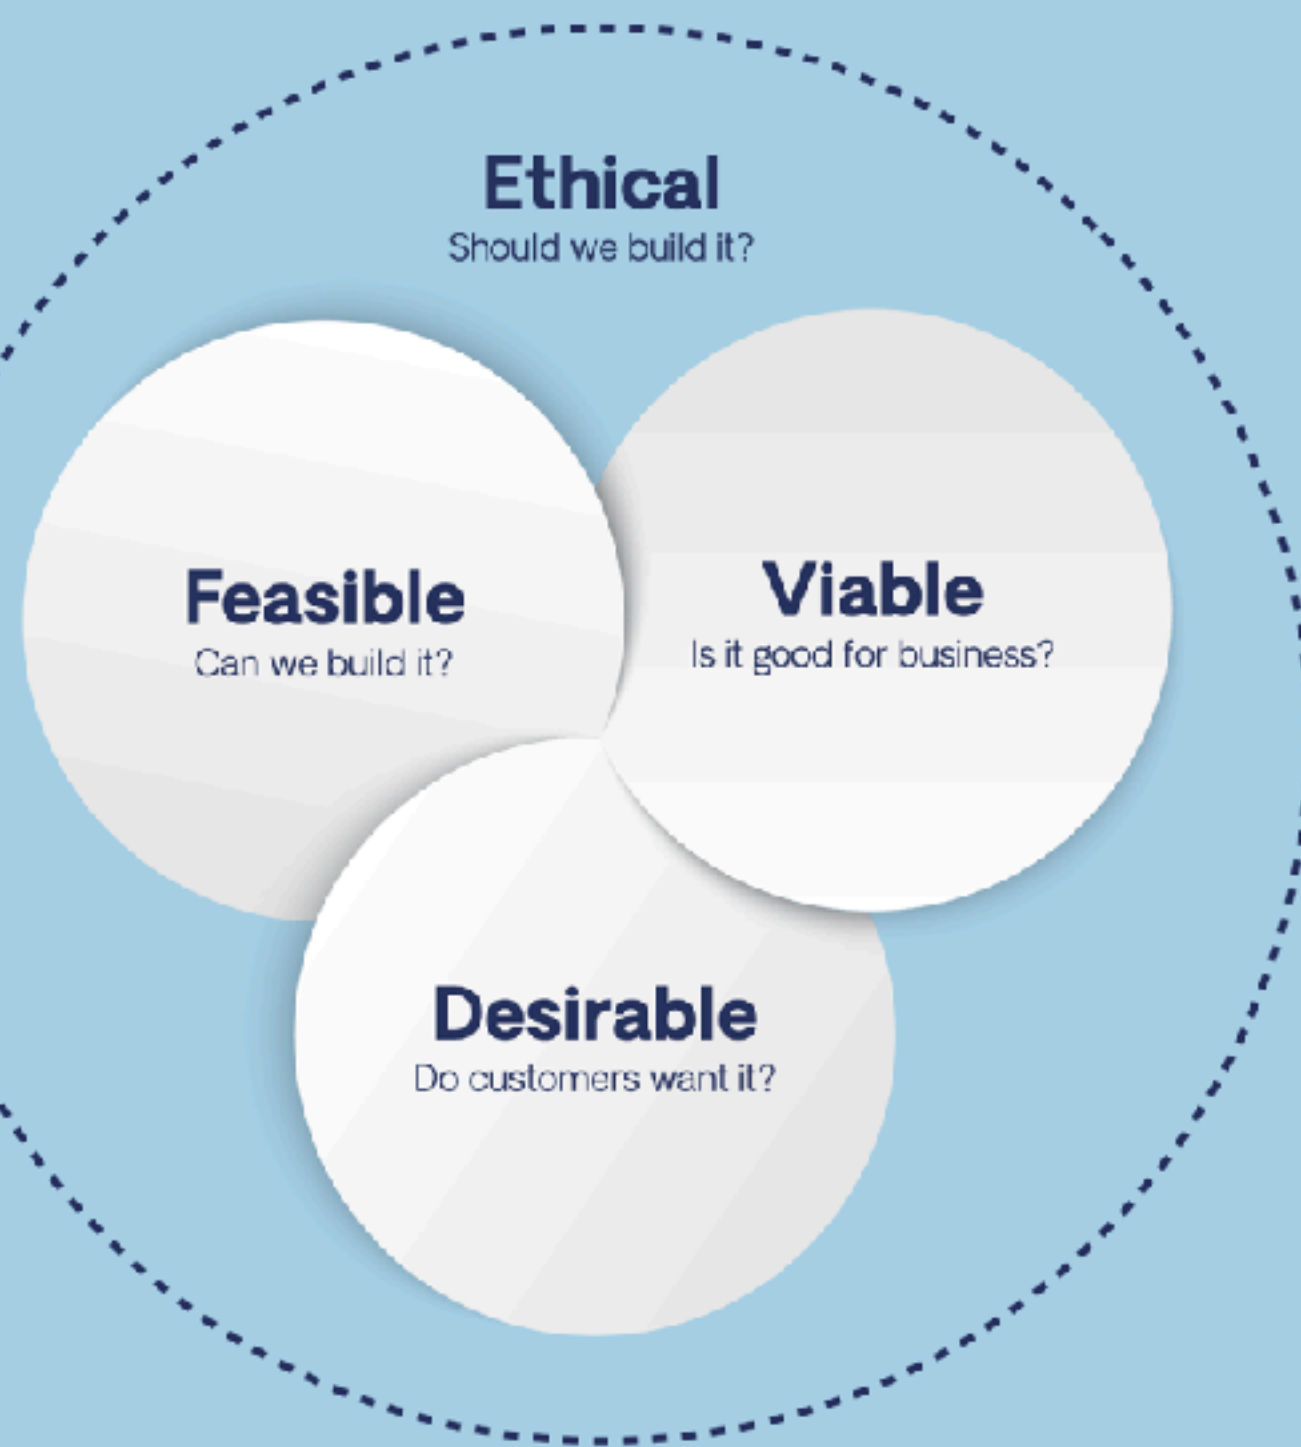 Ethical
Should we build it?
Feasible
Can we build it?
Viable
Is it good for business?
Desirable
Do customers want it?